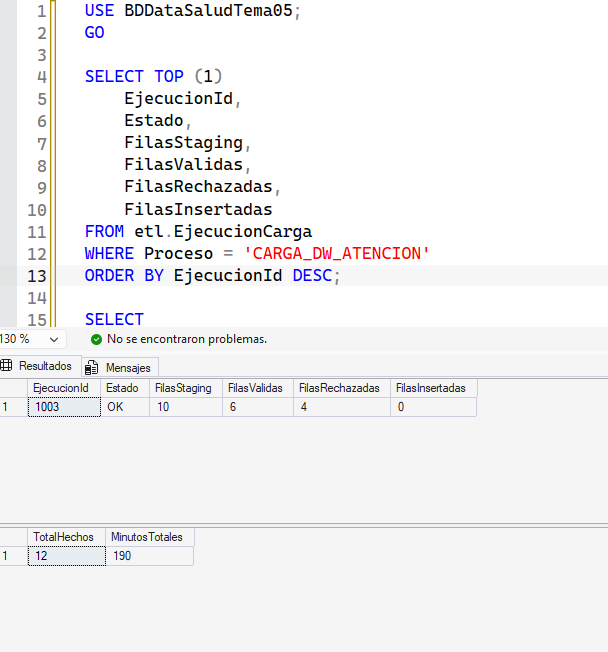 1 USE BDDataSaludTema05;
2 GO
3
4 SELECT TOP (1)
5 EjecucionId,
6 Estado,
7 FilasStaging,
8 FilasValidas,
9 FilasRechazadas,
10 FilasInsertadas
11 FROM etl.EjecucionCarga
12 WHERE Proceso = 'CARGA_DW_ATENCION'
13 ORDER BY EjecucionId DESC;
14
15 SELECT
130 % No se encontraron problemas.
Resultados Mensajes
EjecucionId Estado FilasStaging FilasValidas FilasRechazadas FilasInsertadas
1 1003 OK 10 6 4 0
TotalHechos MinutosTotales
1 12 190